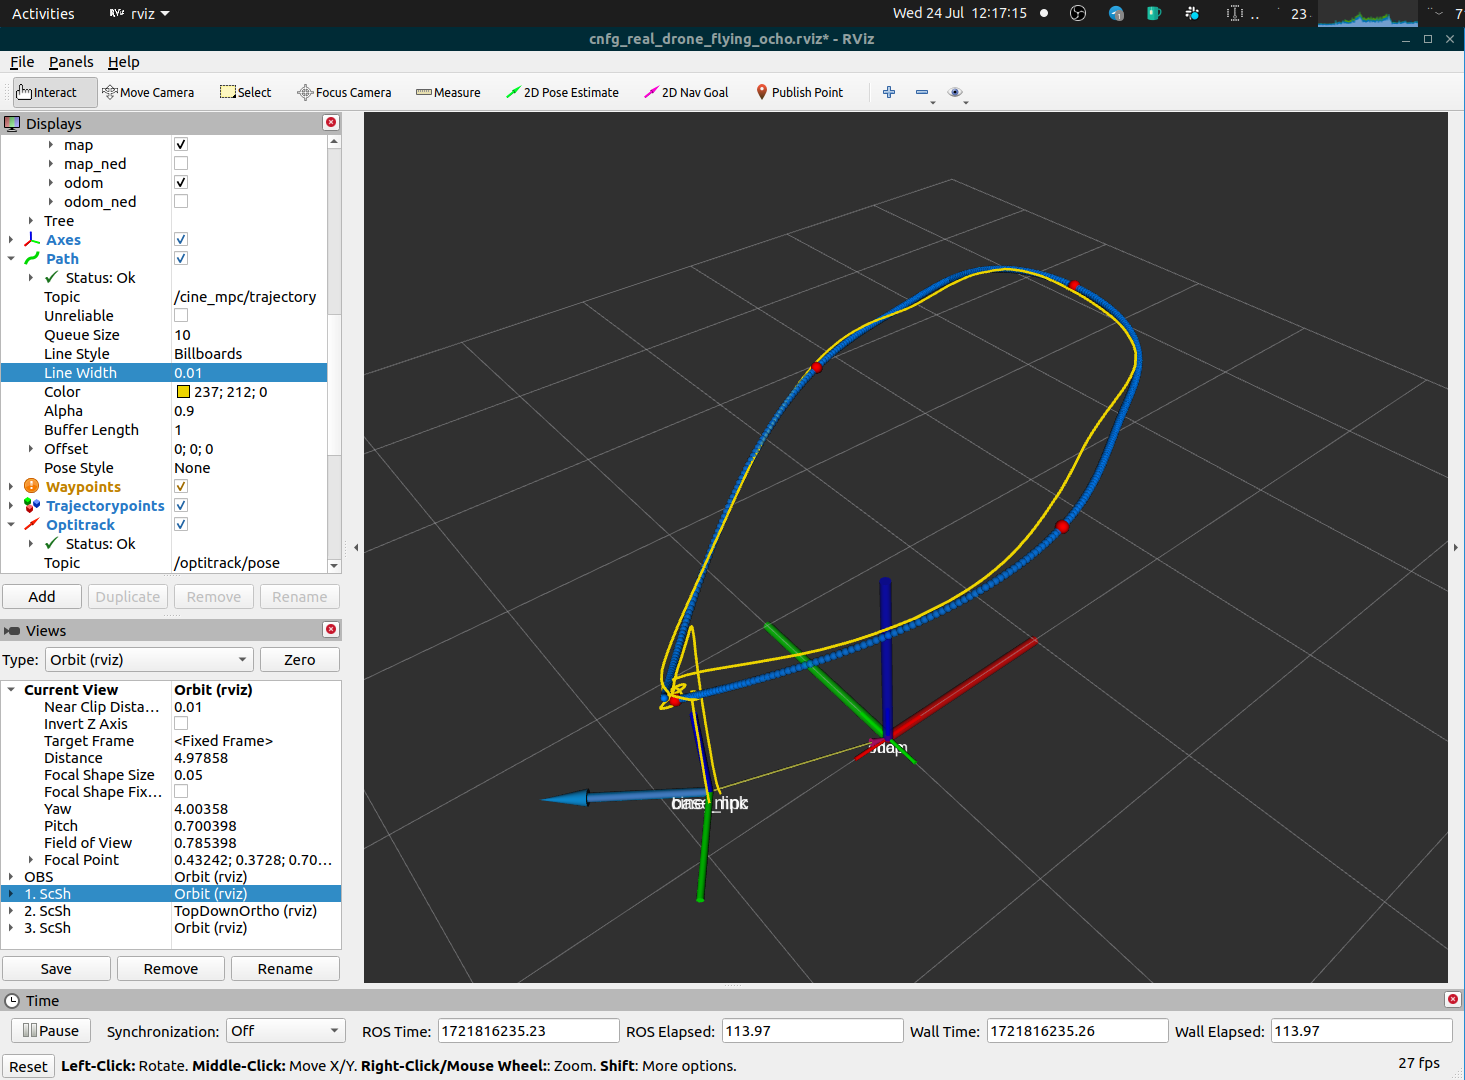 Activities RViz rviz Wed 24 Jul 12:17:15 23
cnfg_real_drone_flying_ocho.rviz* - RViz
File Panels Help
Interact Move Camera Select Focus Camera Measure 2D Pose Estimate 2D Nav Goal Publish Point
Displays
map
map_ned
odom
odom_ned
Tree
Axes
Path
Status: Ok
Topic /cine_mpc/trajectory
Unreliable
Queue Size 10
Line Style Billboards
Line Width 0.01
Color 237; 212; 0
Alpha 0.9
Buffer Length 1
Offset 0; 0; 0
Pose Style None
Waypoints
Trajectorypoints
Optitrack
Status: Ok
Topic /optitrack/pose
Add Duplicate Remove Rename
Views
Type: Orbit (rviz) Zero
Current View Orbit (rviz)
Near Clip Dista... 0.01
Invert Z Axis
Target Frame <Fixed Frame>
Distance 4.97858
Focal Shape Size 0.05
Focal Shape Fix...
Yaw 4.00358
Pitch 0.700398
Field of View 0.785398
Focal Point 0.43242; 0.3728; 0.70...
OBS Orbit (rviz)
1. ScSh Orbit (rviz)
2. ScSh TopDownOrtho (rviz)
3. ScSh Orbit (rviz)
Save Remove Rename
Time
Pause Synchronization: Off ROS Time: 1721816235.23 ROS Elapsed: 113.97 Wall Time: 1721816235.26 Wall Elapsed: 113.97
Reset Left-Click: Rotate. Middle-Click: Move X/Y. Right-Click/Mouse Wheel:: Zoom. Shift: More options. 27 fps